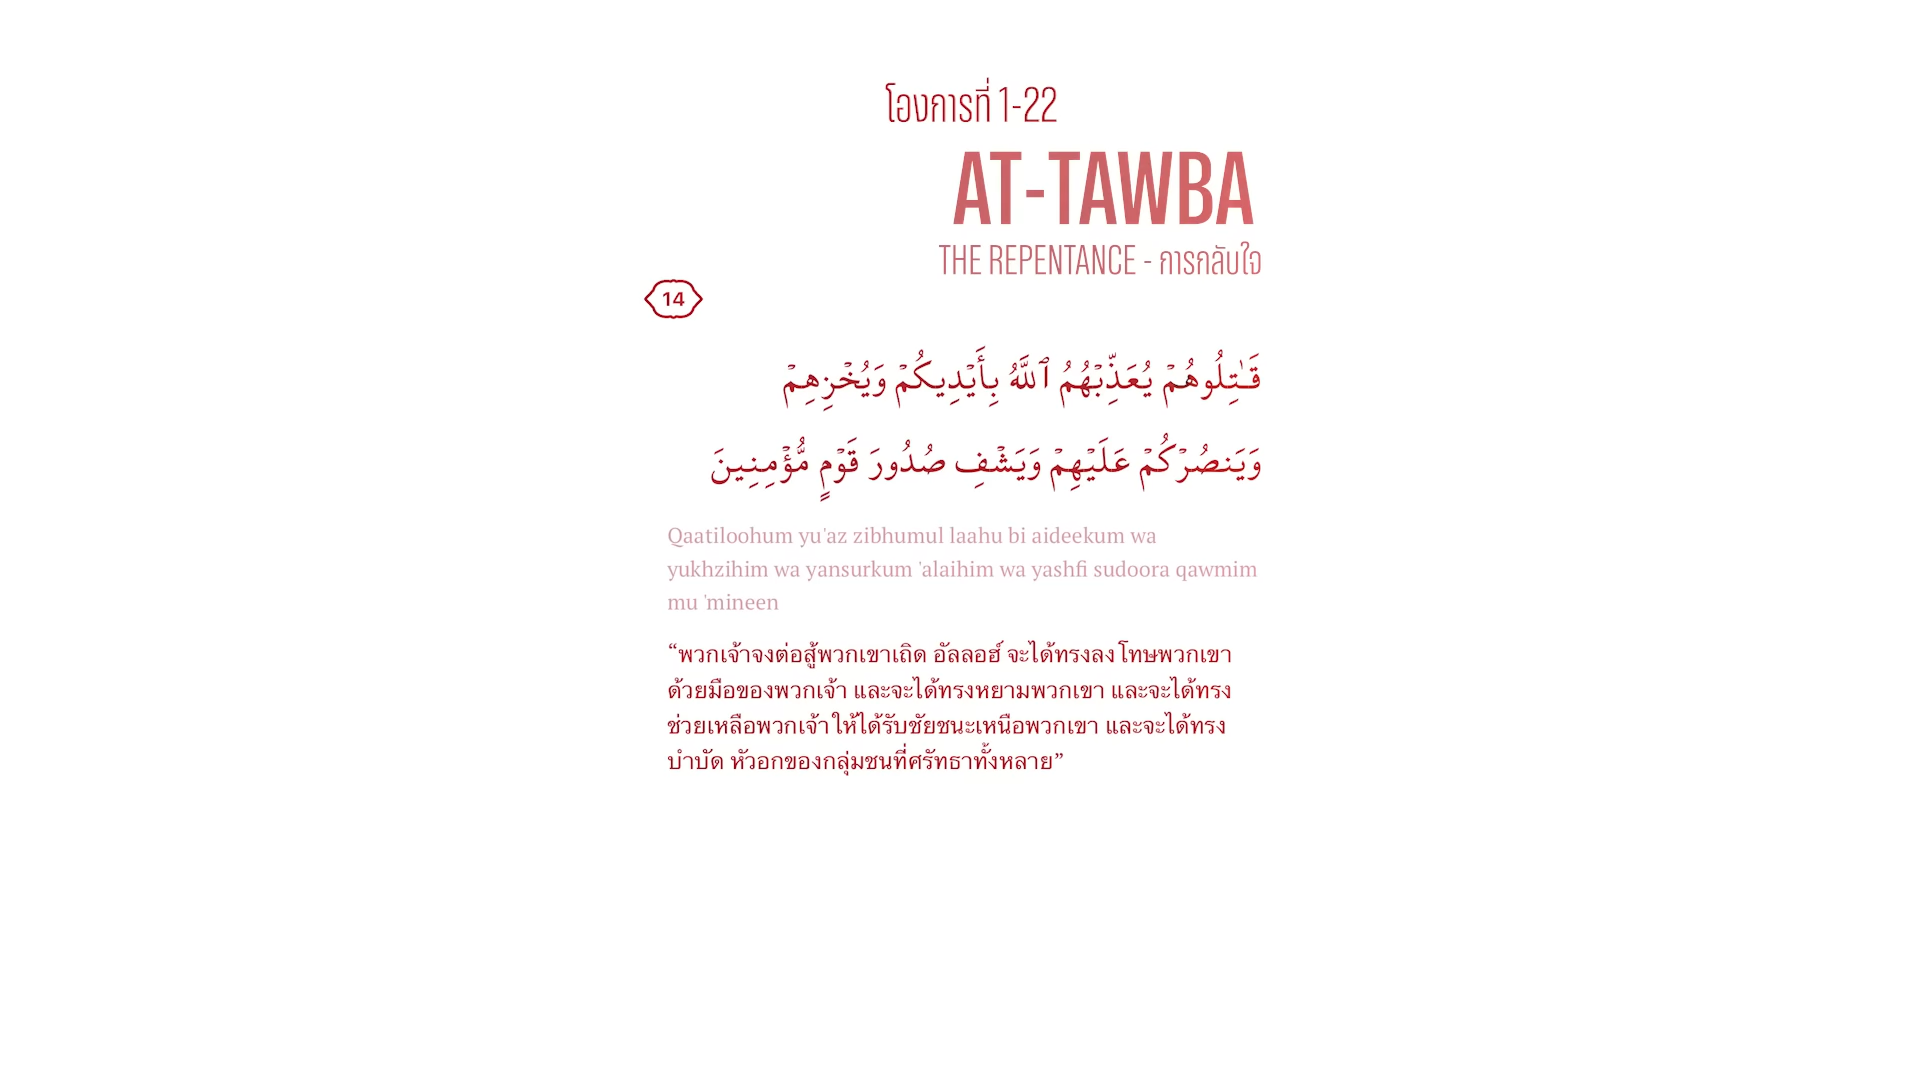 โองการที่ 1-22
AT-TAWBA
THE REPENTANCE - การกลับใจ
14
قَـٰتِلُوهُمۡ يُعَذِّبۡهُمُ ٱللَّهُ بِأَيۡدِيكُمۡ وَيُخۡزِهِمۡ
وَيَنصُرۡكُمۡ عَلَيۡهِمۡ وَيَشۡفِ صُدُورَ قَوۡمٍ مُّؤۡمِنِينَ
Qaatiloohum yu'az zibhumul laahu bi aideekum wa
yukhzihim wa yansurkum 'alaihim wa yashfi sudoora qawmim
mu 'mineen
“พวกเจ้าจงต่อสู้พวกเขาเถิด อัลลอฮ์ จะได้ทรงลงโทษพวกเขา
ด้วยมือของพวกเจ้า และจะได้ทรงหยามพวกเขา และจะได้ทรง
ช่วยเหลือพวกเจ้าให้ได้รับชัยชนะเหนือพวกเขา และจะได้ทรง
บำบัด หัวอกของกลุ่มชนที่ศรัทธาทั้งหลาย”